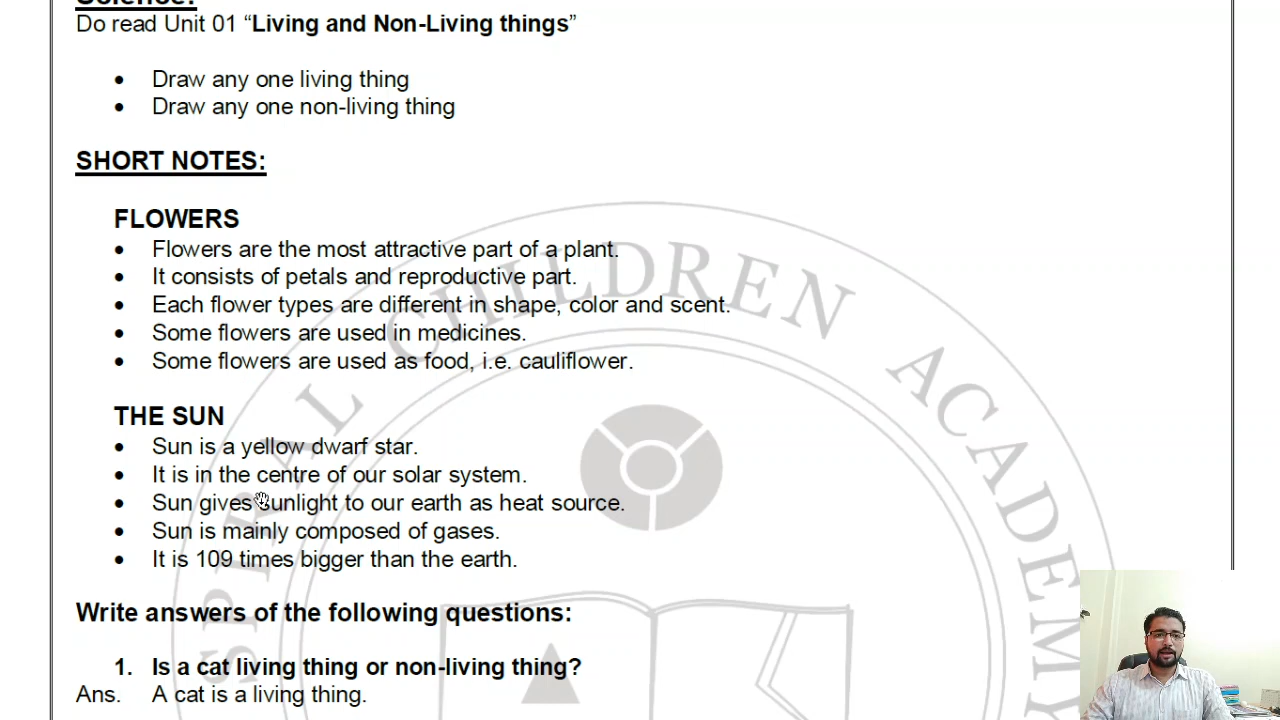 Science:
Do read Unit 01 “Living and Non-Living things”
• Draw any one living thing
• Draw any one non-living thing
SHORT NOTES:
FLOWERS
• Flowers are the most attractive part of a plant.
• It consists of petals and reproductive part.
• Each flower types are different in shape, color and scent.
• Some flowers are used in medicines.
• Some flowers are used as food, i.e. cauliflower.
THE SUN
• Sun is a yellow dwarf star.
• It is in the centre of our solar system.
• Sun gives sunlight to our earth as heat source.
• Sun is mainly composed of gases.
• It is 109 times bigger than the earth.
Write answers of the following questions:
1. Is a cat living thing or non-living thing?
Ans. A cat is a living thing.
SPIRAL CHILDREN ACADEMY